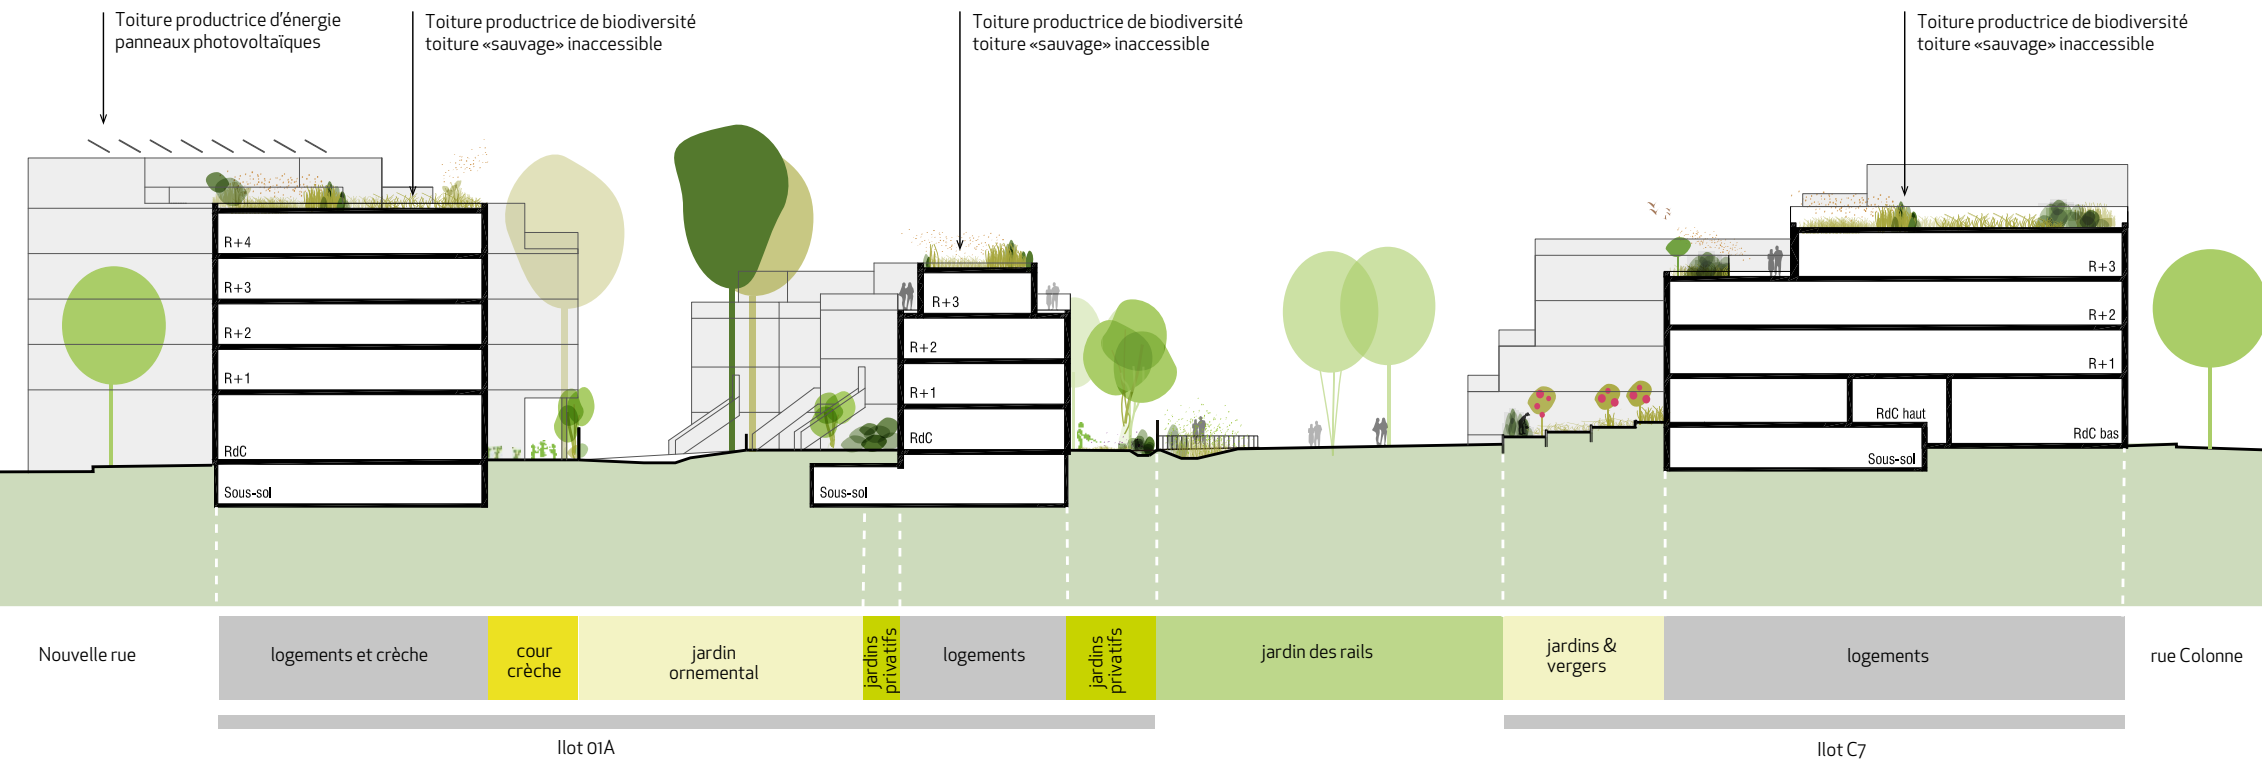 Toiture productrice d'énergie
panneaux photovoltaïques
Toiture productrice de biodiversité
toiture «sauvage» inaccessible
Toiture productrice de biodiversité
toiture «sauvage» inaccessible
Toiture productrice de biodiversité
toiture «sauvage» inaccessible
R+4
R+3
R+2
R+1
RdC
Sous-sol
R+3
R+2
R+1
RdC
Sous-sol
R+3
R+2
R+1
RdC haut
RdC bas
Sous-sol
Nouvelle rue
logements et crèche
cour
crèche
jardin
ornemental
jardins
privatifs
logements
jardins
privatifs
jardin des rails
jardins &
vergers
logements
rue Colonne
Ilot 01A
Ilot C7